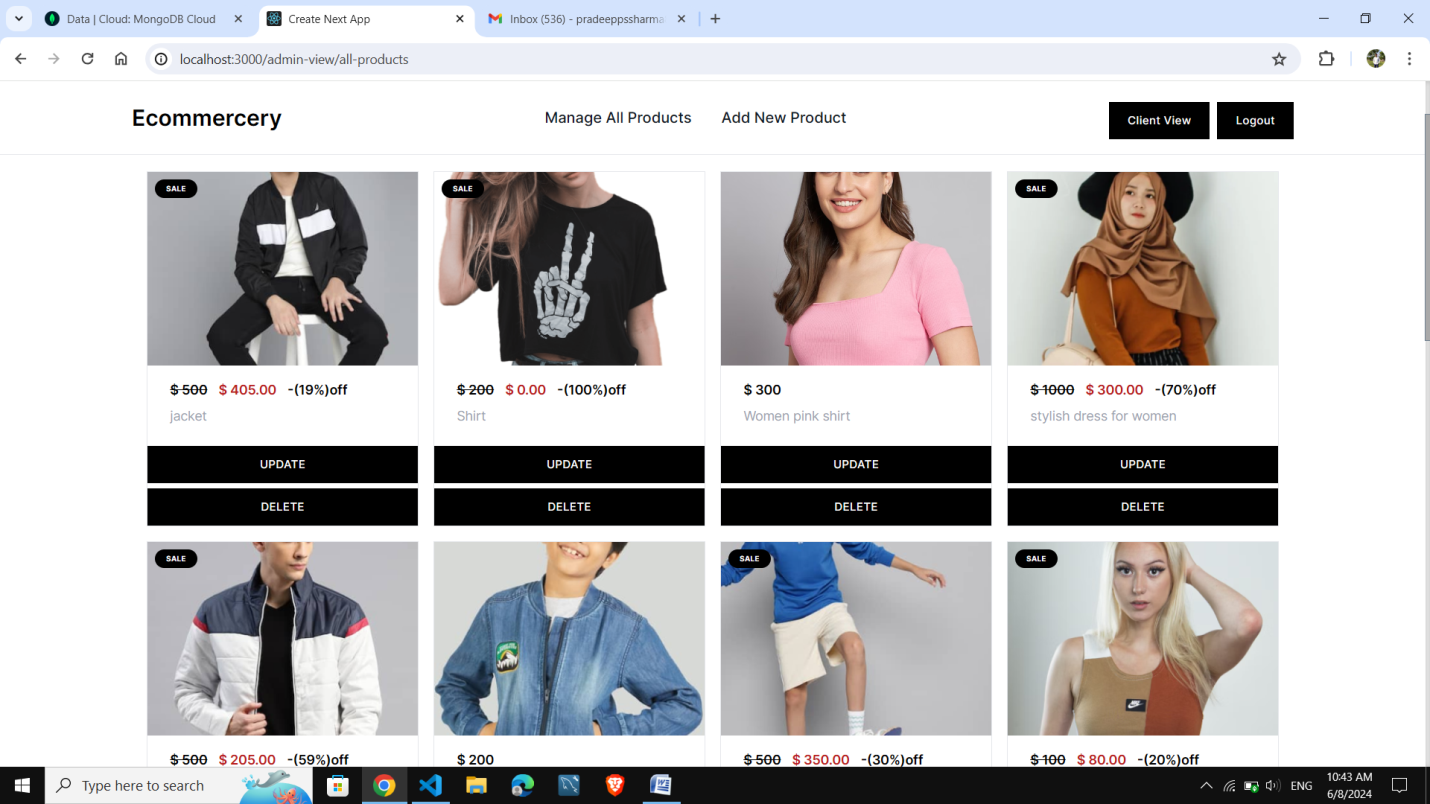 Data | Cloud: MongoDB Cloud
Create Next App
Inbox (536) - pradeeppssharma
localhost:3000/admin-view/all-products
Ecommercery
Manage All Products
Add New Product
Client View
Logout
SALE
SALE
SALE
$ 500 $ 405.00 -(19%)off
jacket
UPDATE
DELETE
$ 200 $ 0.00 -(100%)off
Shirt
UPDATE
DELETE
$ 300
Women pink shirt
UPDATE
DELETE
$ 1000 $ 300.00 -(70%)off
stylish dress for women
UPDATE
DELETE
SALE
SALE
SALE
$ 500 $ 205.00 -(59%)off
$ 200
$ 500 $ 350.00 -(30%)off
$ 100 $ 80.00 -(20%)off
Type here to search
ENG
10:43 AM
6/8/2024